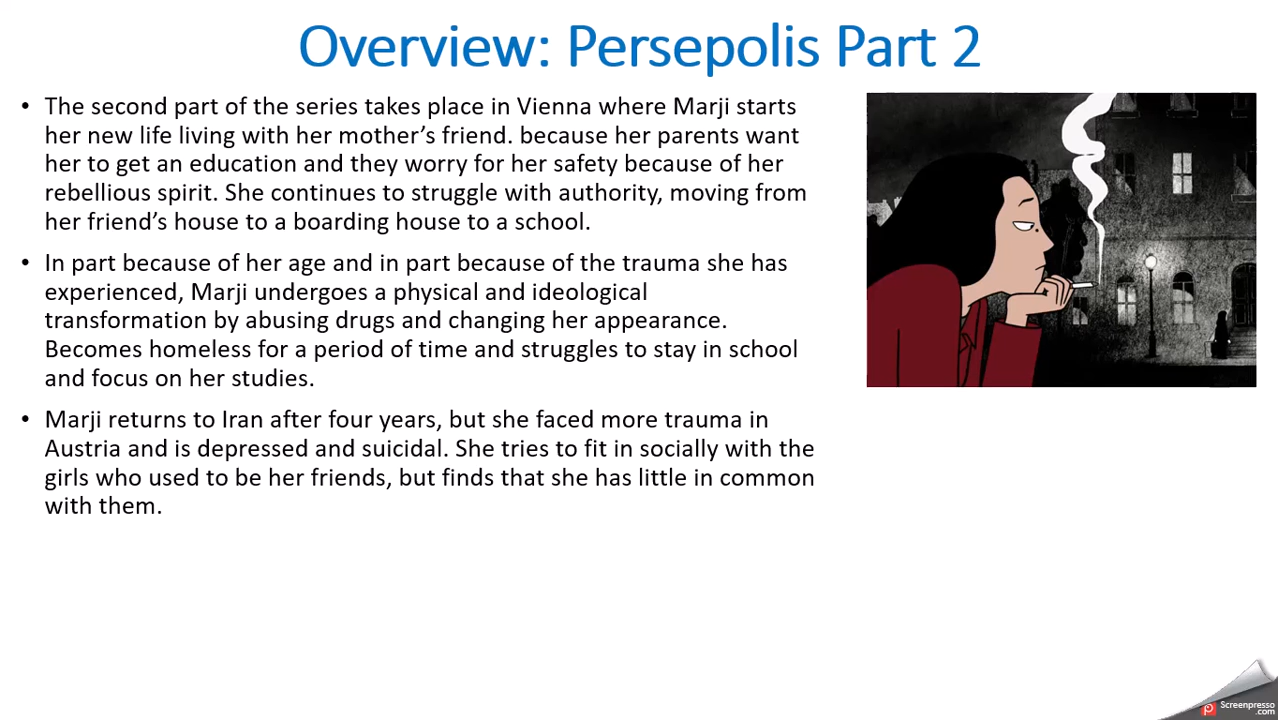 Overview: Persepolis Part 2
• The second part of the series takes place in Vienna where Marji starts
her new life living with her mother’s friend. because her parents want
her to get an education and they worry for her safety because of her
rebellious spirit. She continues to struggle with authority, moving from
her friend’s house to a boarding house to a school.
• In part because of her age and in part because of the trauma she has
experienced, Marji undergoes a physical and ideological
transformation by abusing drugs and changing her appearance.
Becomes homeless for a period of time and struggles to stay in school
and focus on her studies.
• Marji returns to Iran after four years, but she faced more trauma in
Austria and is depressed and suicidal. She tries to fit in socially with the
girls who used to be her friends, but finds that she has little in common
with them.
Screenpresso
.com